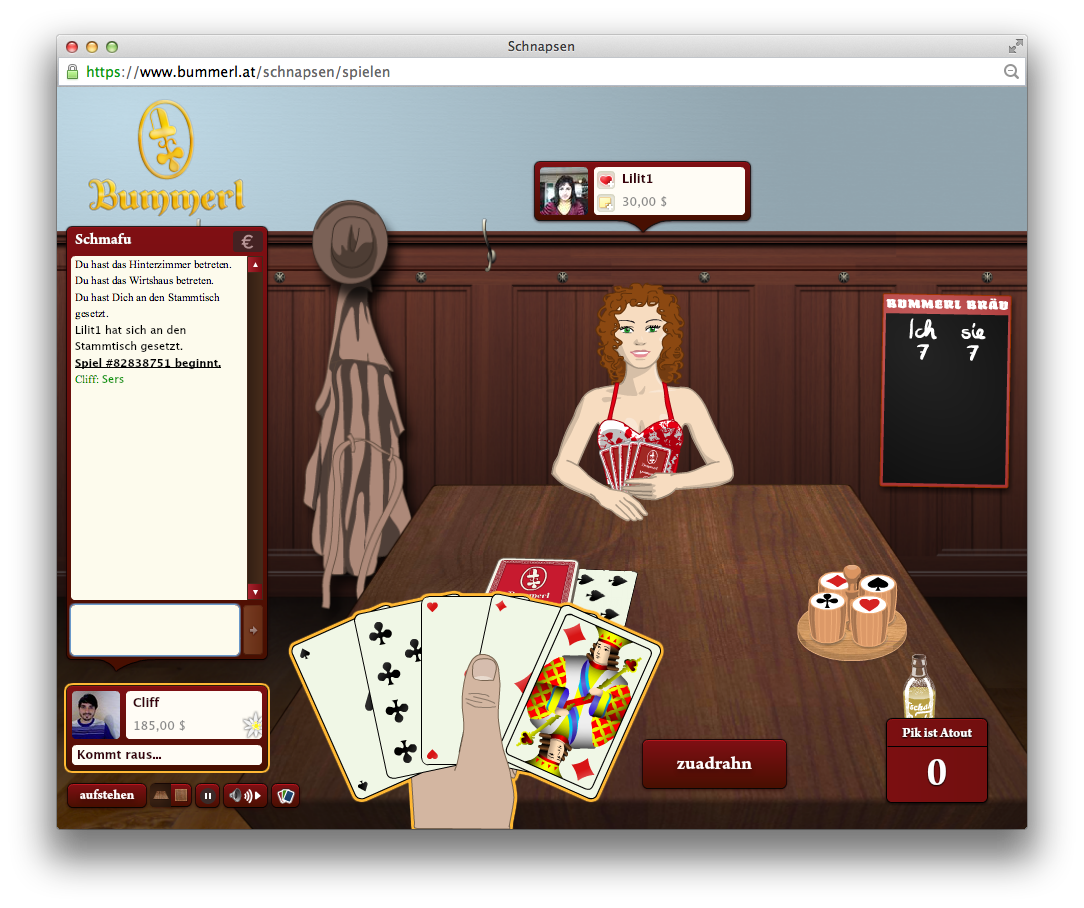 Schnapsen
https://www.bummerl.at/schnapsen/spielen
Bummerl
Lilit1
30,00 $
Schmafu
€
Du hast das Hinterzimmer betreten.
Du hast das Wirtshaus betreten.
Du hast Dich an den Stammtisch
gesetzt.
Lilit1 hat sich an den
Stammtisch gesetzt.
Spiel #82838751 beginnt.
Cliff: Sers
BUMMERL BRÄU
Ich sie
7 7
Bummerl
Bummerl
Cliff
185,00 $
Kommt raus...
aufstehen
zuadrahn
Pik ist Atout
0